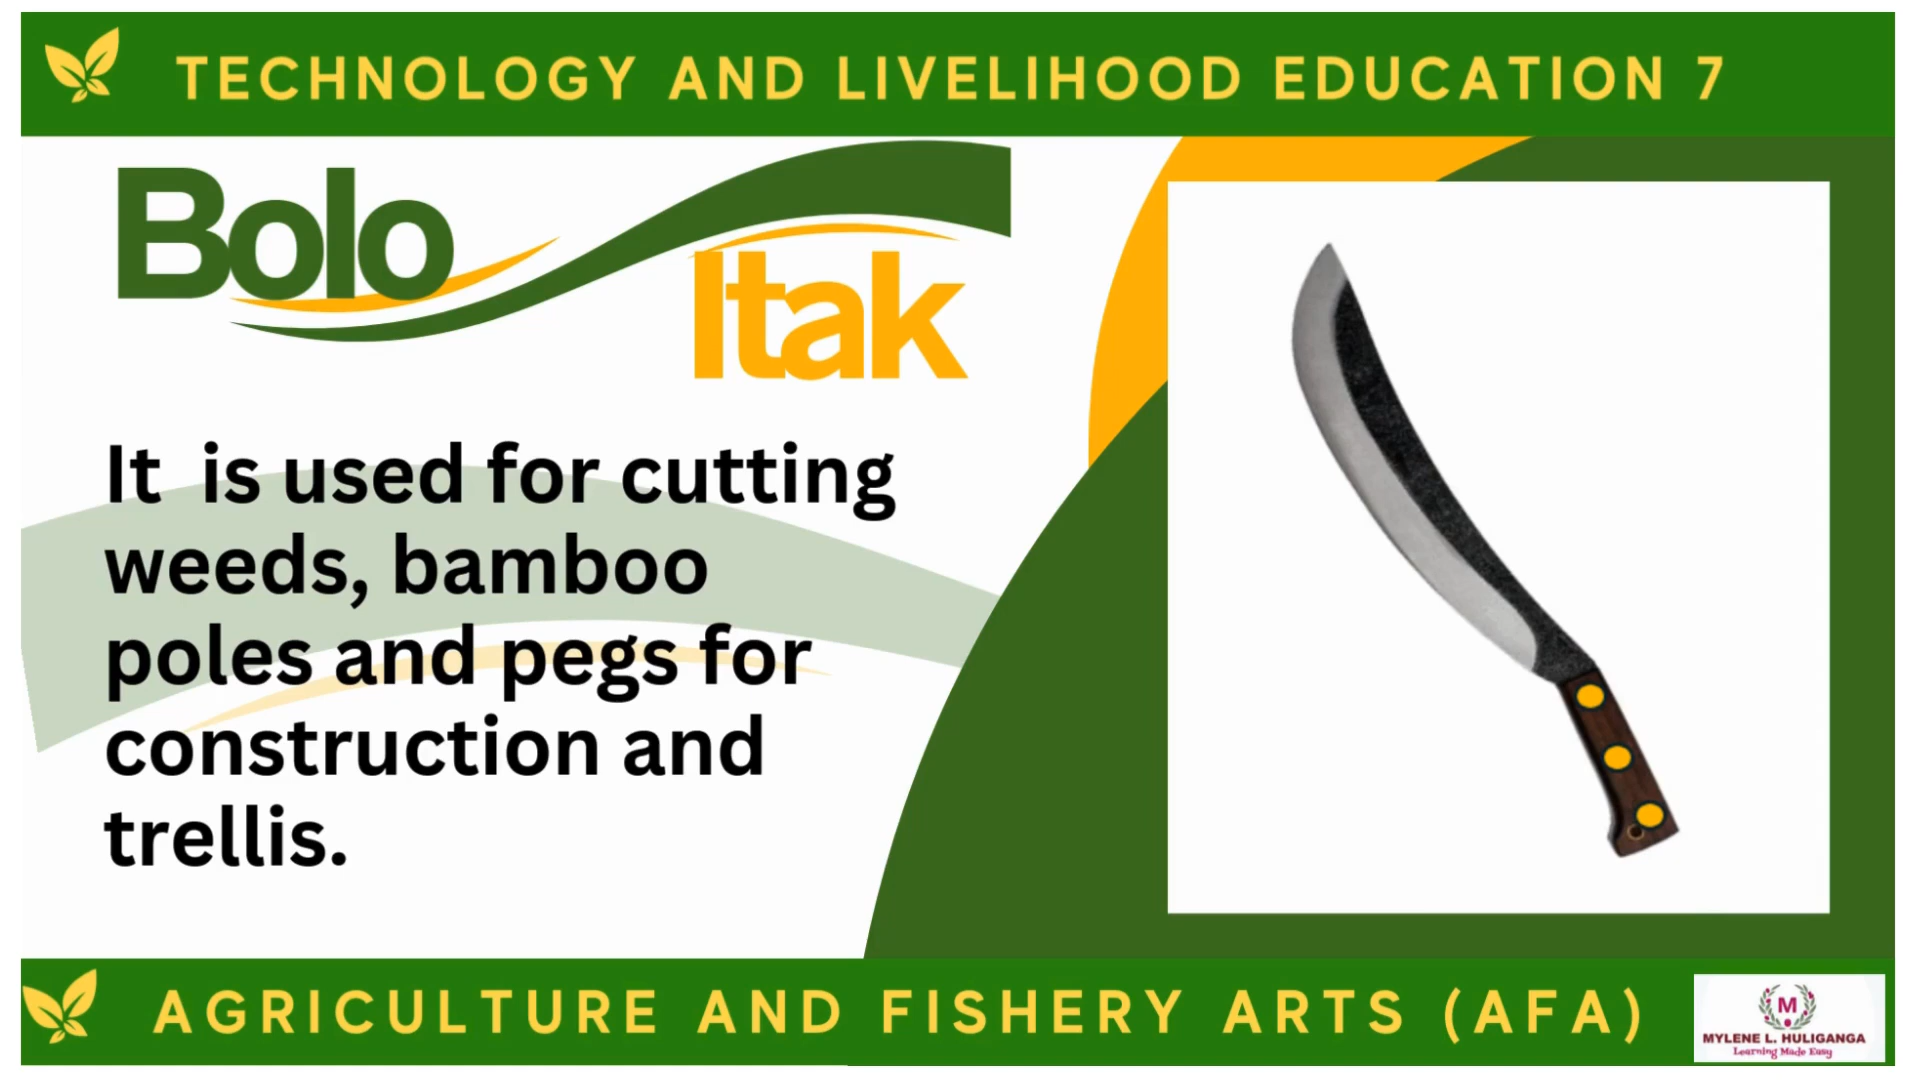 TECHNOLOGY AND LIVELIHOOD EDUCATION 7
Bolo
Itak
It is used for cutting
weeds, bamboo
poles and pegs for
construction and
trellis.
AGRICULTURE AND FISHERY ARTS (AFA)
M
MYLENE L. HULIGANGA
Learning Made Easy